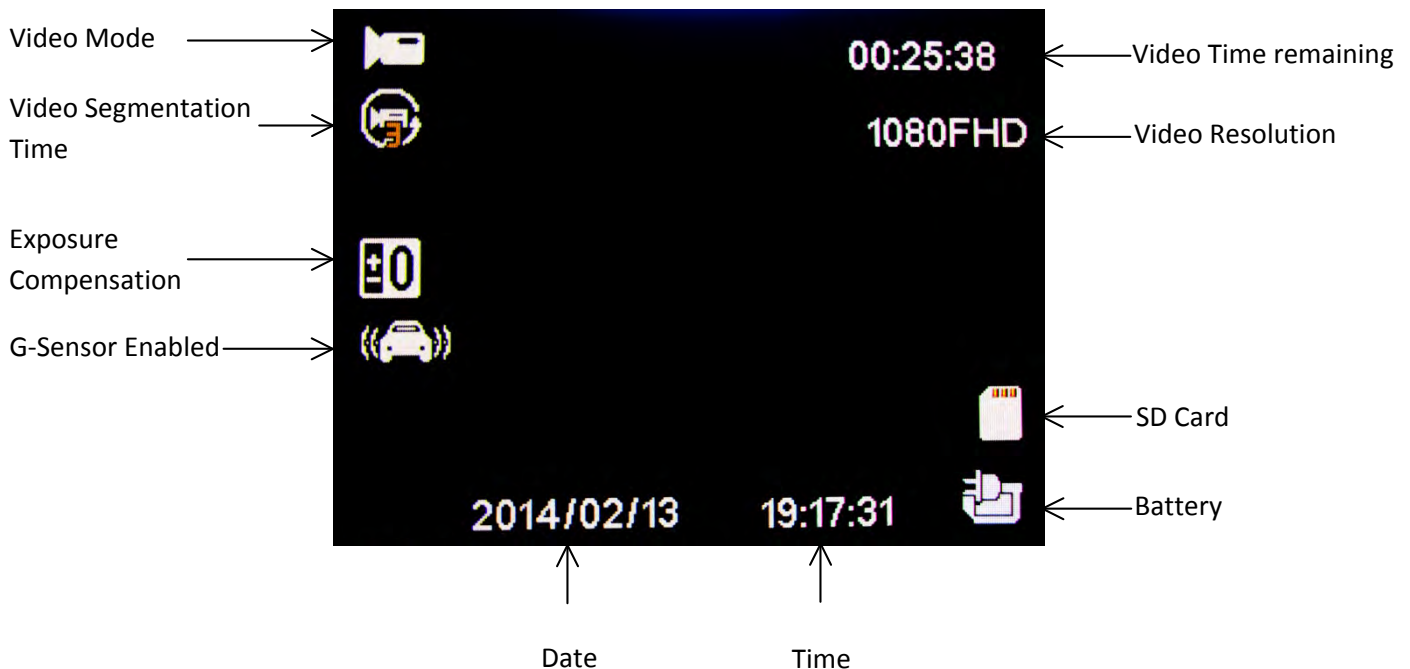 Video Mode
00:25:38
Video Time remaining
Video Segmentation
Time
3
1080FHD
Video Resolution
Exposure
Compensation
±0
G-Sensor Enabled
SD Card
2014/02/13
19:17:31
Battery
Date
Time